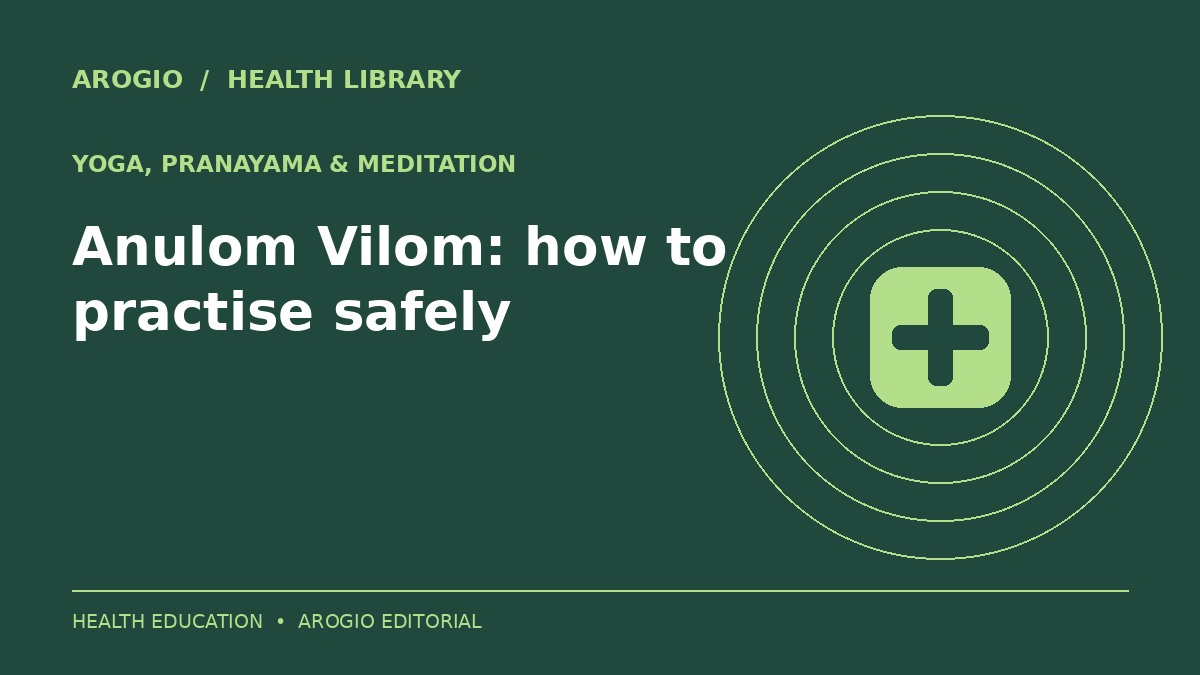 AROGIO / HEALTH LIBRARY
YOGA, PRANAYAMA & MEDITATION
Anulom Vilom: how to
practise safely
HEALTH EDUCATION • AROGIO EDITORIAL